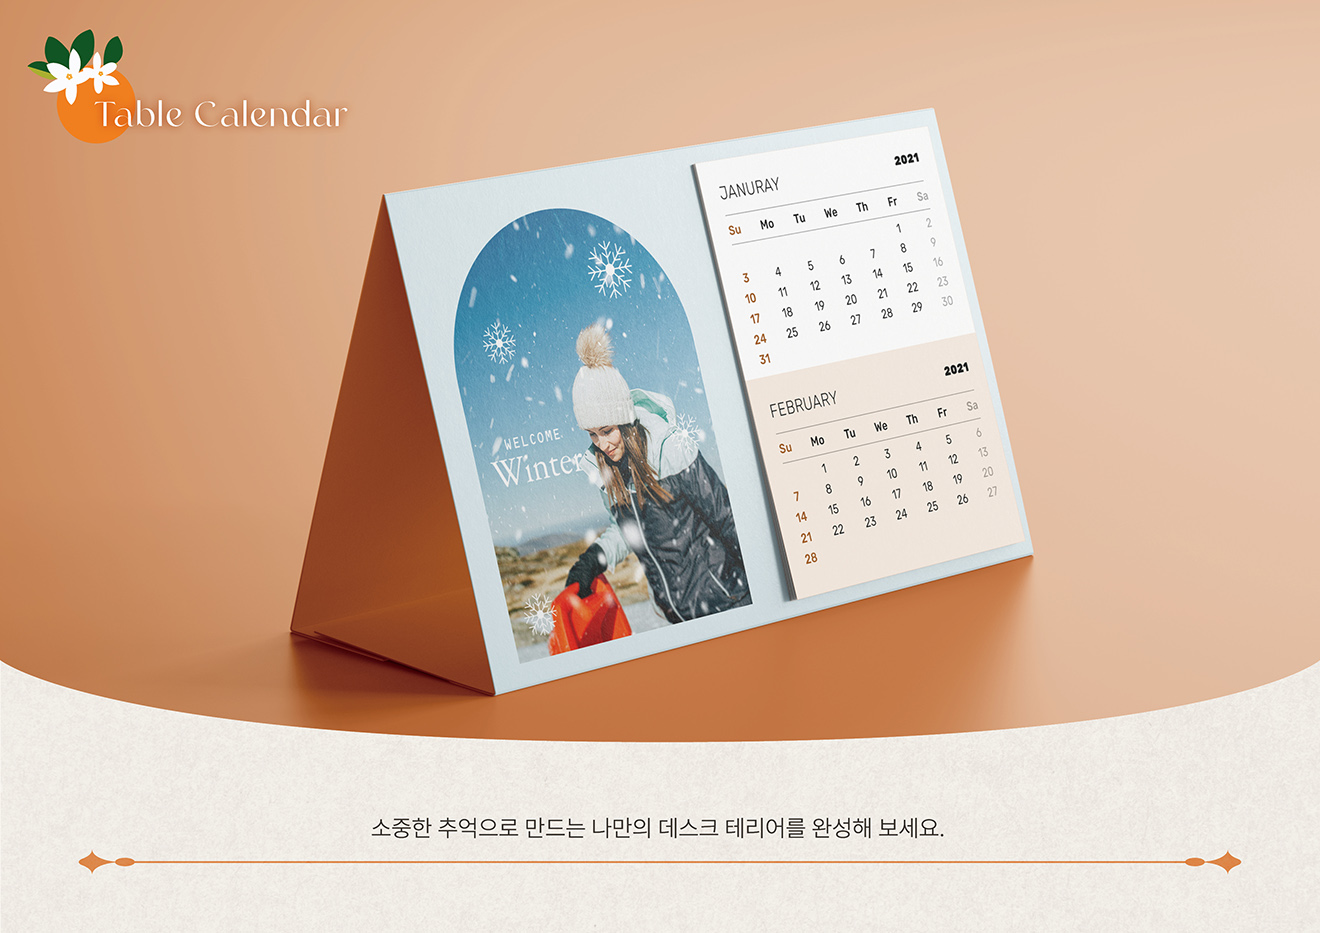 Table Calendar
2021
JANURAY
Su Mo Tu We Th Fr Sa
1 2
3 4 5 6 7 8 9
10 11 12 13 14 15 16
17 18 19 20 21 22 23
24 25 26 27 28 29 30
31
2021
FEBRUARY
Su Mo Tu We Th Fr Sa
1 2 3 4 5 6
7 8 9 10 11 12 13
14 15 16 17 18 19 20
21 22 23 24 25 26 27
28
WELCOME
Winter
소중한 추억으로 만드는 나만의 데스크 테리어를 완성해 보세요.